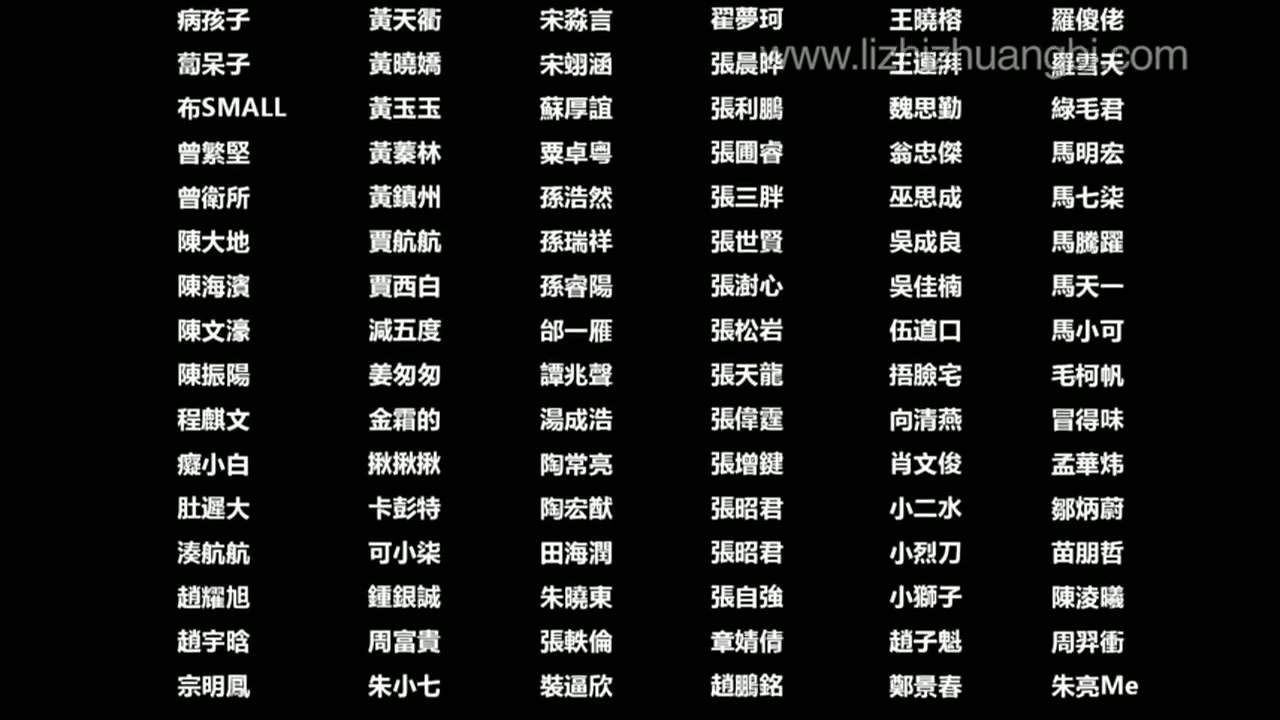 病孩子 黃天衢 宋淼言 翟夢珂 王曉榕 羅傻佬
www.lizhizhuangbi.com
蔔呆子 黃曉嬌 宋翊涵 張晨曄 王運湃 羅雲天
布SMALL 黃玉玉 蘇厚誼 張利鵬 魏思勤 綠毛君
曾繁堅 黃蓁林 粟卓粵 張圃睿 翁忠傑 馬明宏
曾衛所 黃鎮州 孫浩然 張三胖 巫思成 馬七柒
陳大地 賈航航 孫瑞祥 張世賢 吳成良 馬騰躍
陳海濱 賈西白 孫睿陽 張澍心 吳佳楠 馬天一
陳文濠 減五度 邰一雁 張松岩 伍道口 馬小可
陳振陽 姜匆匆 譚兆聲 張天龍 捂臉宅 毛柯帆
程麒文 金霜的 湯成浩 張偉霆 向清燕 冒得味
癡小白 揪揪揪 陶常亮 張增鍵 肖文俊 孟華炜
肚遲大 卡彭特 陶宏猷 張昭君 小二水 鄒炳蔚
湊航航 可小柒 田海潤 張昭君 小烈刀 苗朋哲
趙耀旭 鍾銀誠 朱曉東 張自強 小獅子 陳淩曦
趙宇晗 周富貴 張軼倫 章婧倩 趙子魁 周羿衝
宗明鳳 朱小七 裝逼欣 趙鵬銘 鄭景春 朱亮Me